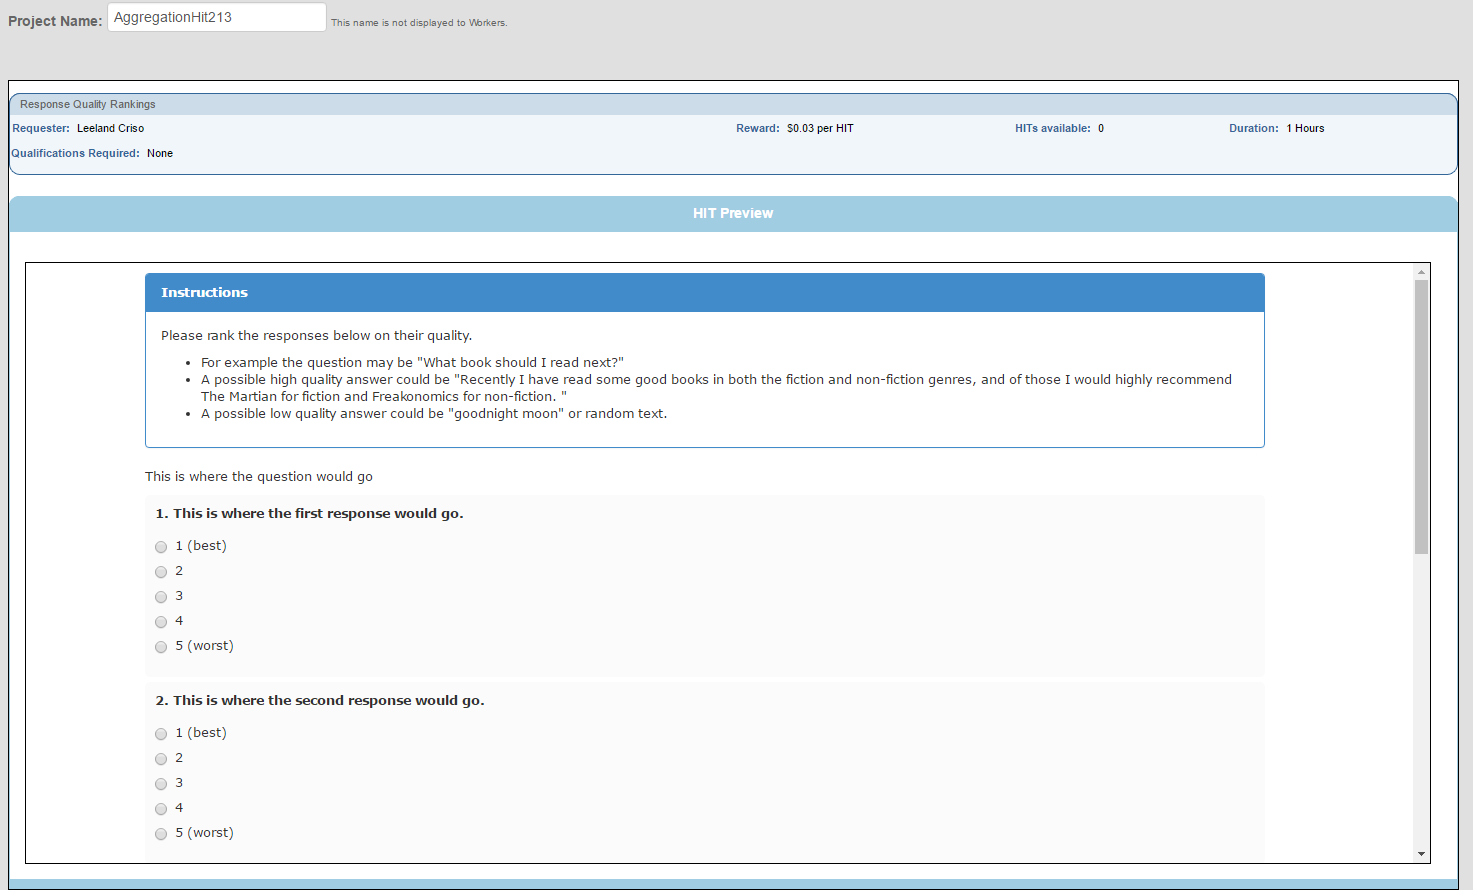 Project Name: AggregationHit213 This name is not displayed to Workers.
Response Quality Rankings
Requester: Leeland Criso Reward: $0.03 per HIT HITs available: 0 Duration: 1 Hours
Qualifications Required: None
HIT Preview
Instructions
Please rank the responses below on their quality.
• For example the question may be "What book should I read next?"
• A possible high quality answer could be "Recently I have read some good books in both the fiction and non-fiction genres, and of those I would highly recommend
The Martian for fiction and Freakonomics for non-fiction. "
• A possible low quality answer could be "goodnight moon" or random text.
This is where the question would go
1. This is where the first response would go.
1 (best)
2
3
4
5 (worst)
2. This is where the second response would go.
1 (best)
2
3
4
5 (worst)